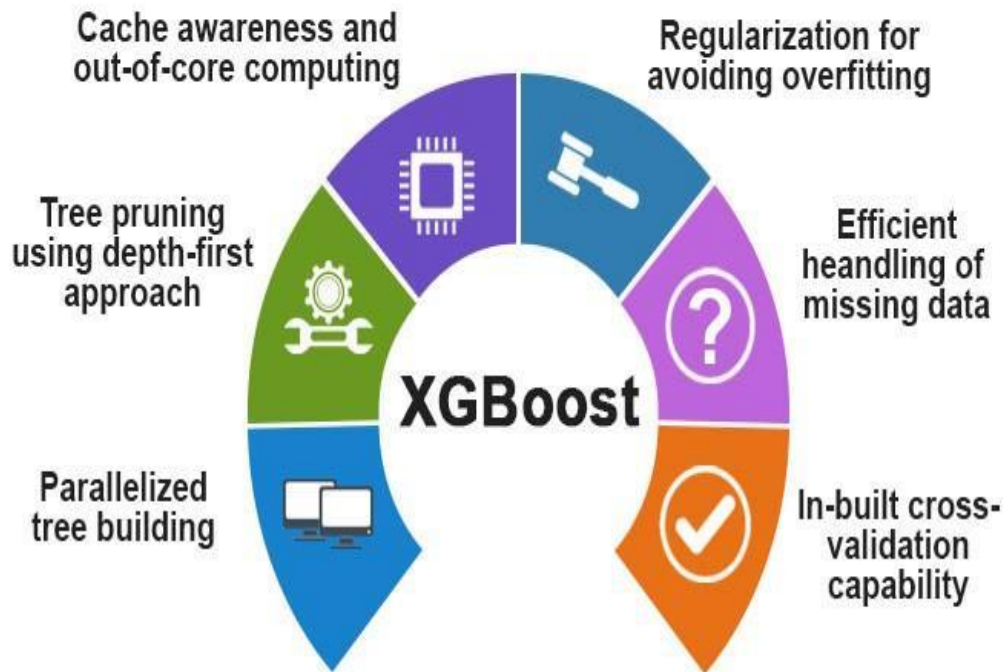 Cache awareness and
out-of-core computing
Regularization for
avoiding overfitting
Tree pruning
using depth-first
approach
Efficient
heandling of
missing data
XGBoost
Parallelized
tree building
In-built cross-
validation
capability